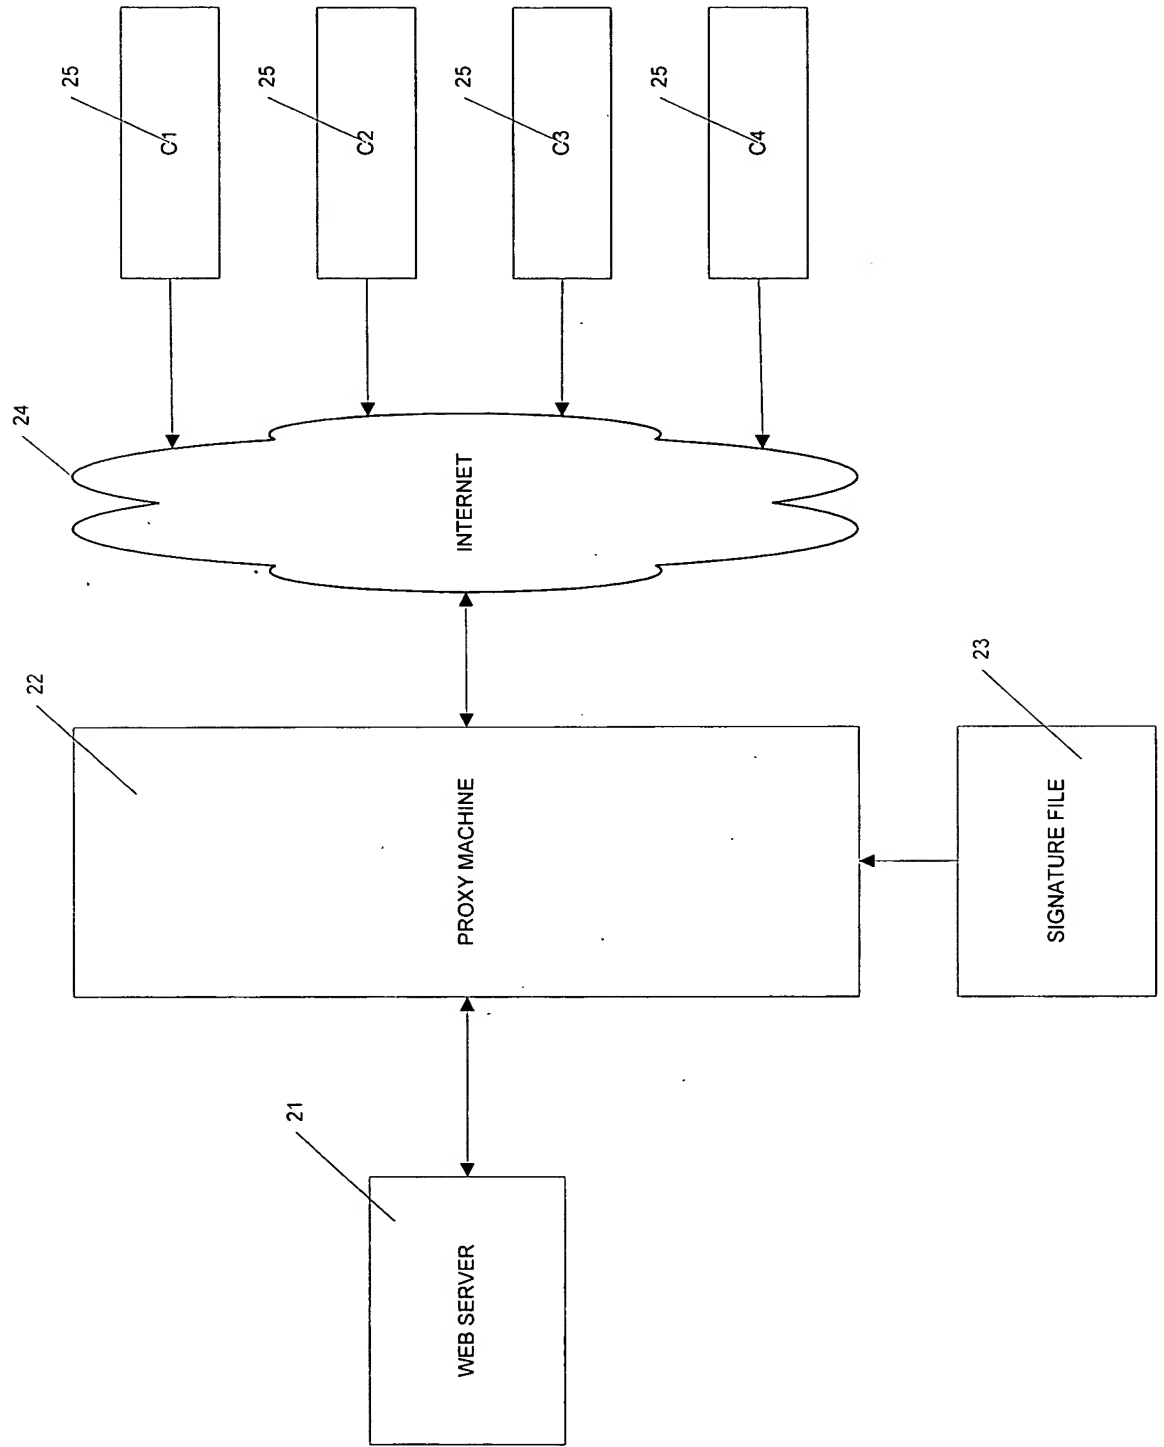 25
C1
25
C2
25
C3
25
C4
24
INTERNET
22
PROXY MACHINE
23
SIGNATURE FILE
21
WEB SERVER